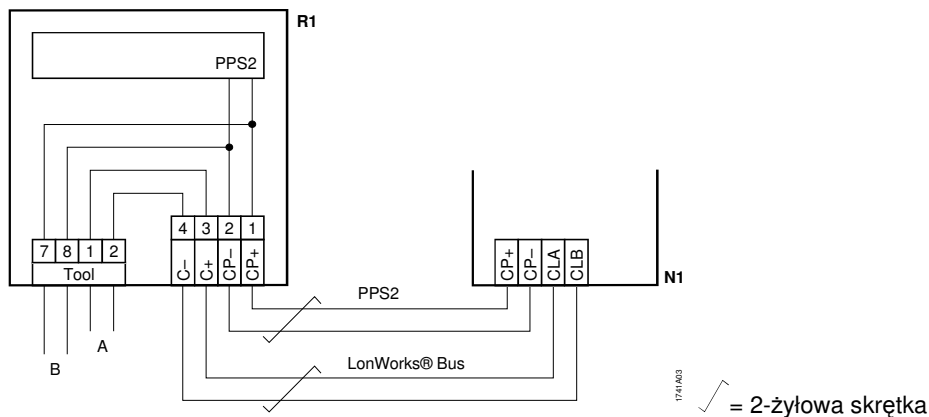 R1
PPS2
4 3 2 1
7 8 1 2
C– C+ CP– CP+
Tool
CP+ CP– CLA CLB
N1
PPS2
A
B
LonWorks® Bus
1741A03
= 2-żyłowa skrętka